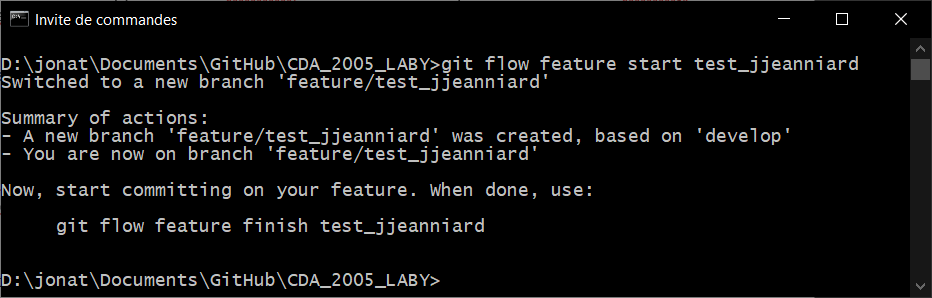 Invite de commandes
D:\jonat\Documents\GitHub\CDA_2005_LABY>git flow feature start test_jjeanniard
Switched to a new branch 'feature/test_jjeanniard'
Summary of actions:
- A new branch 'feature/test_jjeanniard' was created, based on 'develop'
- You are now on branch 'feature/test_jjeanniard'
Now, start committing on your feature. When done, use:
git flow feature finish test_jjeanniard
D:\jonat\Documents\GitHub\CDA_2005_LABY>